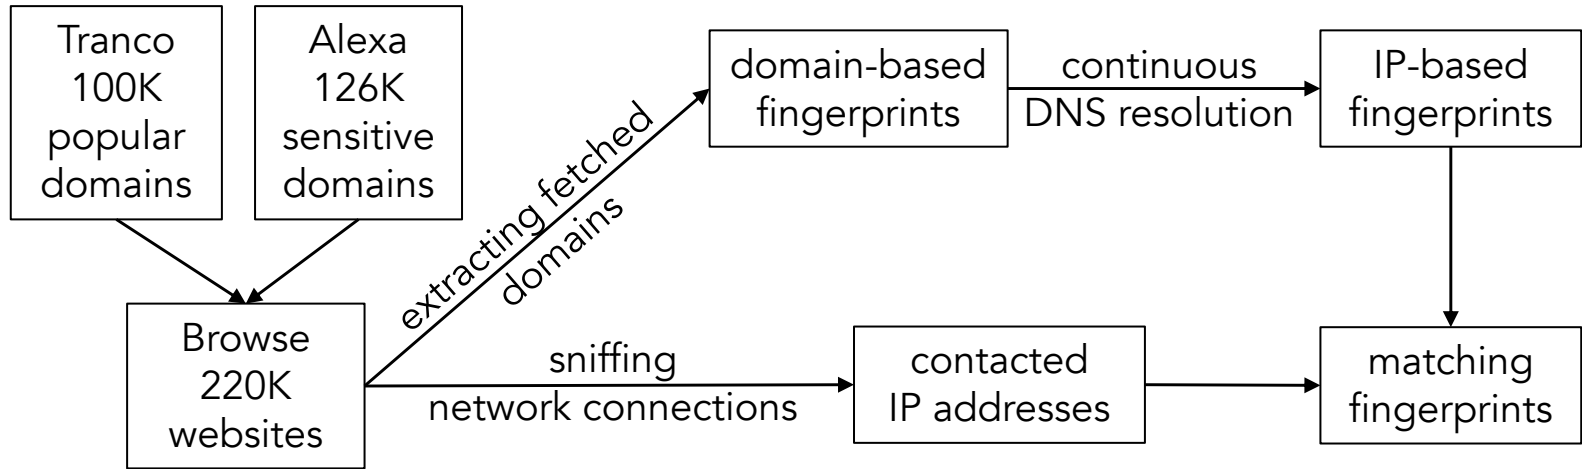 Tranco
100K
popular
domains
Alexa
126K
sensitive
domains
Browse
220K
websites
extracting fetched
domains
domain-based
fingerprints
continuous
DNS resolution
IP-based
fingerprints
sniffing
network connections
contacted
IP addresses
matching
fingerprints